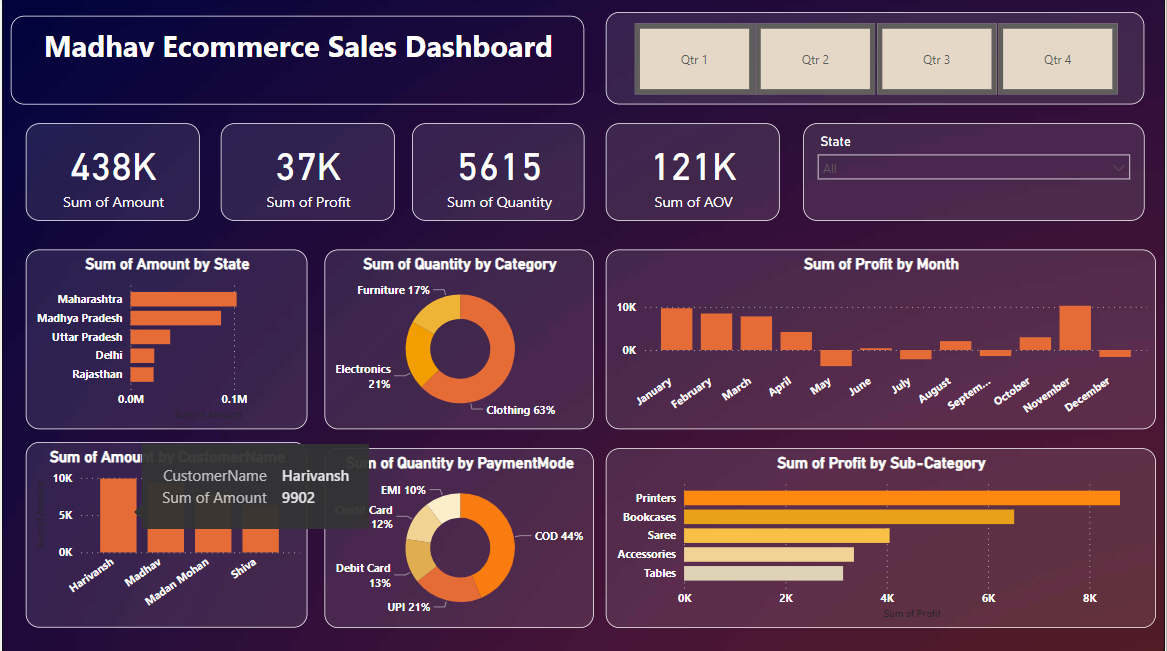 Madhav Ecommerce Sales Dashboard
Qtr 1
Qtr 2
Qtr 3
Qtr 4
438K
Sum of Amount
37K
Sum of Profit
5615
Sum of Quantity
121K
Sum of AOV
State
All
Sum of Amount by State
Maharashtra
Madhya Pradesh
Uttar Pradesh
Delhi
Rajasthan
0.0M
0.1M
Sum of Amount
Sum of Quantity by Category
Furniture 17%
Electronics
21%
Clothing 63%
Sum of Profit by Month
10K
0K
January
February
March
April
May
June
July
August
Septem...
October
November
December
Sum of Amount by CustomerName
10K
5K
0K
Sum of Amount
Harivansh
Madhav
Madan Mohan
Shiva
CustomerName Harivansh
Sum of Amount 9902
Sum of Quantity by PaymentMode
EMI 10%
Credit Card
12%
Debit Card
13%
UPI 21%
COD 44%
Sum of Profit by Sub-Category
Printers
Bookcases
Saree
Accessories
Tables
0K
2K
4K
6K
8K
Sum of Profit